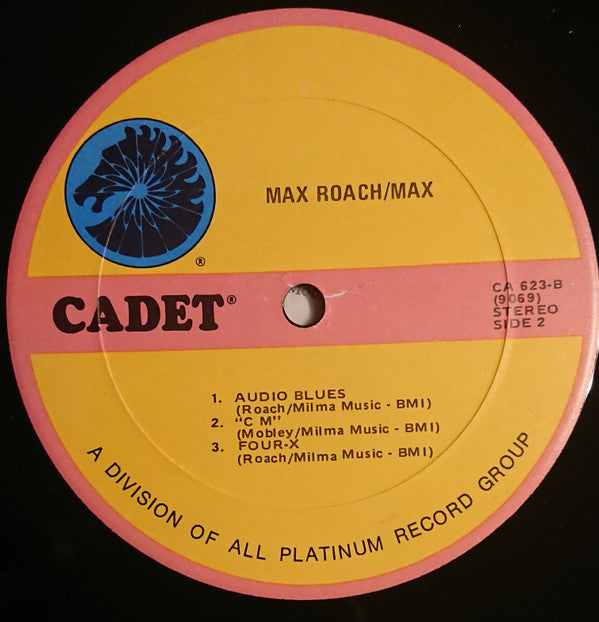 MAX ROACH/MAX
®
CADET®
CA 623-B
(9069)
STEREO
SIDE 2
1. AUDIO BLUES
(Roach/Milma Music - BMI)
2. "C M"
(Mobley/Milma Music - BMI)
3. FOUR-X
(Roach/Milma Music - BMI)
A DIVISION OF ALL PLATINUM RECORD GROUP